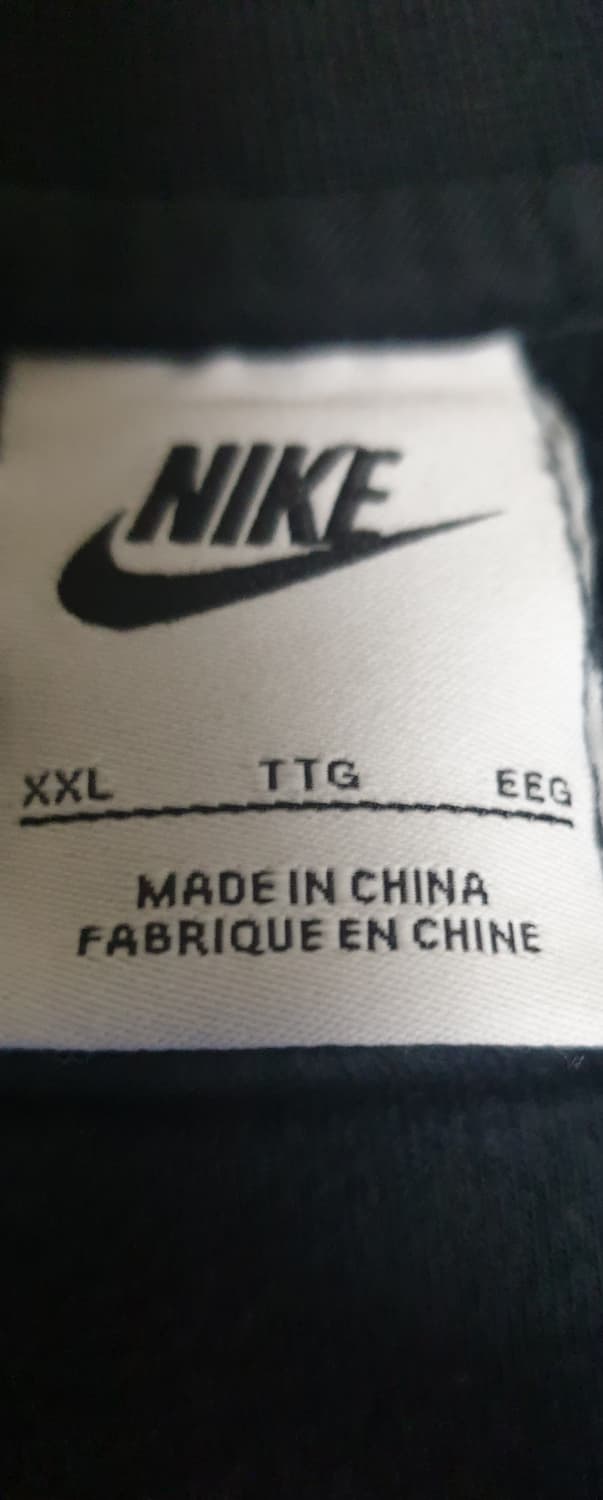 NIKE
XXL TTG EEG
MADE IN CHINA
FABRIQUE EN CHINE